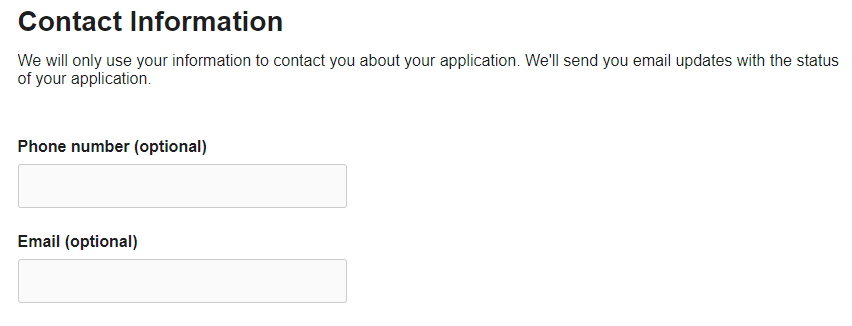 Contact Information
We will only use your information to contact you about your application. We'll send you email updates with the status
of your application.
Phone number (optional)
Email (optional)